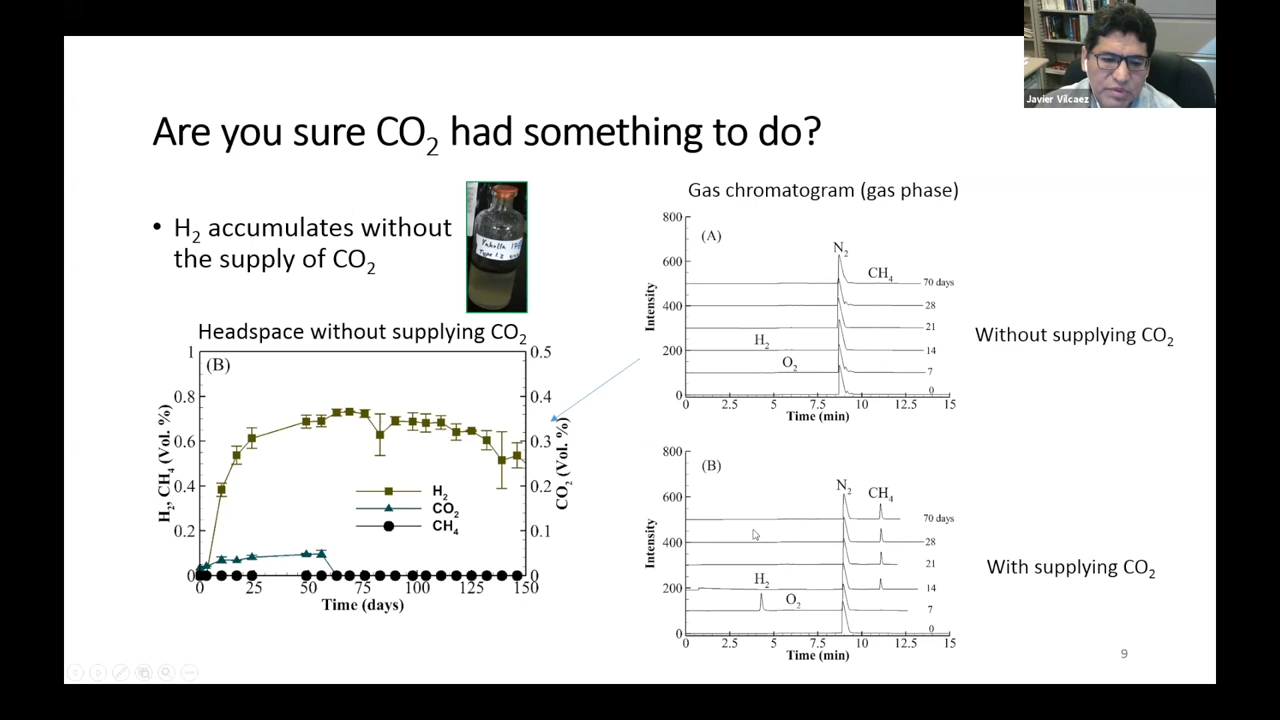 Javier Vilcaez
Are you sure CO₂ had something to do?
• H₂ accumulates without
the supply of CO₂
Headspace without supplying CO₂
(B)
1
0.8
0.6
0.4
0.2
0
H₂, CH₄ (Vol. %)
0.5
0.4
0.3
0.2
0.1
0
CO₂ (Vol. %)
H₂
CO₂
CH₄
0 25 50 75 100 125 150
Time (days)
Gas chromatogram (gas phase)
(A)
800
600
400
200
0
Intensity
N₂
CH₄
H₂
O₂
70 days
28
21
14
7
0
0 2.5 5 7.5 10 12.5 15
Time (min)
Without supplying CO₂
(B)
800
600
400
200
0
Intensity
N₂
CH₄
H₂
O₂
70 days
28
21
14
7
0
0 2.5 5 7.5 10 12.5 15
Time (min)
With supplying CO₂
9